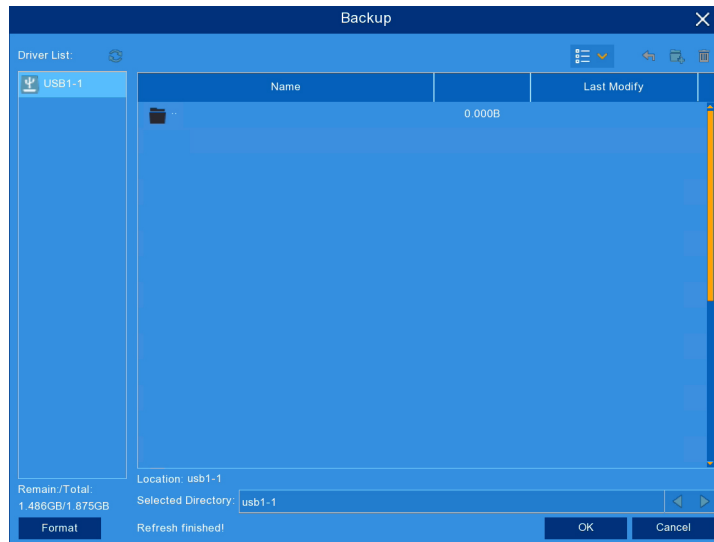 Backup
Driver List:
USB1-1
Name Last Modify
.. 0.000B
Location: usb1-1
Remain:/Total:
Selected Directory: usb1-1
1.486GB/1.875GB
Format Refresh finished! OK Cancel